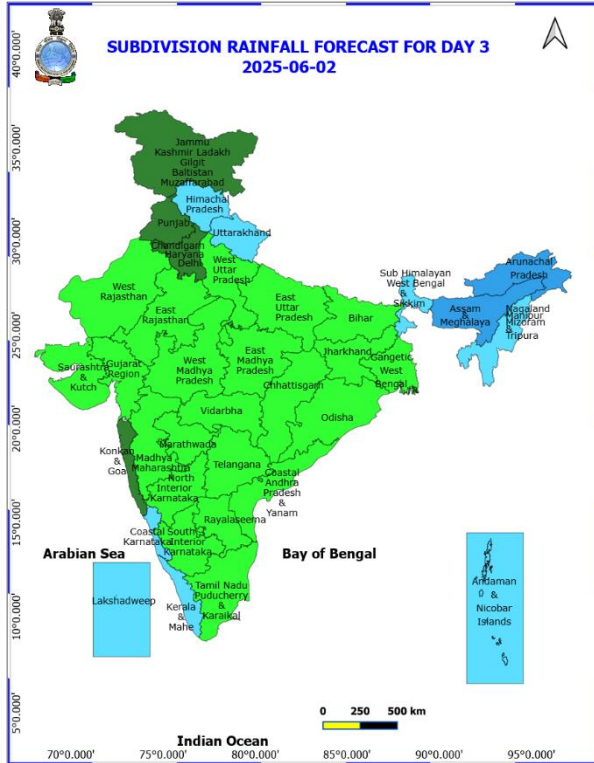 SUBDIVISION RAINFALL FORECAST FOR DAY 3
2025-06-02
40°0.000'
35°0.000'
30°0.000'
25°0.000'
20°0.000'
15°0.000'
10°0.000'
5°0.000'
Jammu
Kashmir Ladakh
Gilgit
Baltistan
Muzaffarabad
Himachal
Pradesh
Punjab
Uttarakhand
Chandigarh
Haryana
Delhi
West
Uttar
Pradesh
West
Rajasthan
East
Rajasthan
East
Uttar
Pradesh
Bihar
Sub Himalayan
West Bengal
&
Sikkim
Arunachal
Pradesh
Assam
&
Meghalaya
Nagaland
Manipur
Mizoram
&
Tripura
Saurashtra
&
Kutch
Gujarat
Region
West
Madhya
Pradesh
East
Madhya
Pradesh
Jharkhand
Gangetic
West
Bengal
Chhattisgarh
Odisha
Vidarbha
Konkan
&
Goa
Marathwada
Madhya
Maharashtra
Telangana
North
Interior
Karnataka
Coastal
Andhra
Pradesh
&
Yanam
Rayalaseema
Coastal
Karnataka
South
Interior
Karnataka
Arabian Sea
Bay of Bengal
Lakshadweep
Kerala
&
Mahe
Tamil Nadu
Puducherry
&
Karaikal
Andaman
&
Nicobar
Islands
0 250 500 km
Indian Ocean
70°0.000' 75°0.000' 80°0.000' 85°0.000' 90°0.000' 95°0.000'